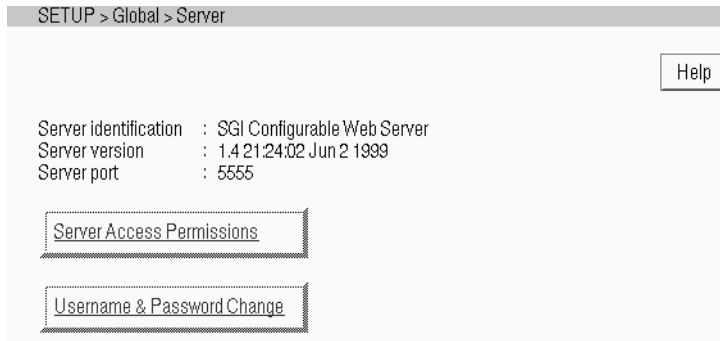 SETUP > Global > Server
Help
Server identification : SGI Configurable Web Server
Server version : 1.4 21:24:02 Jun 2 1999
Server port : 5555
Server Access Permissions
Username & Password Change